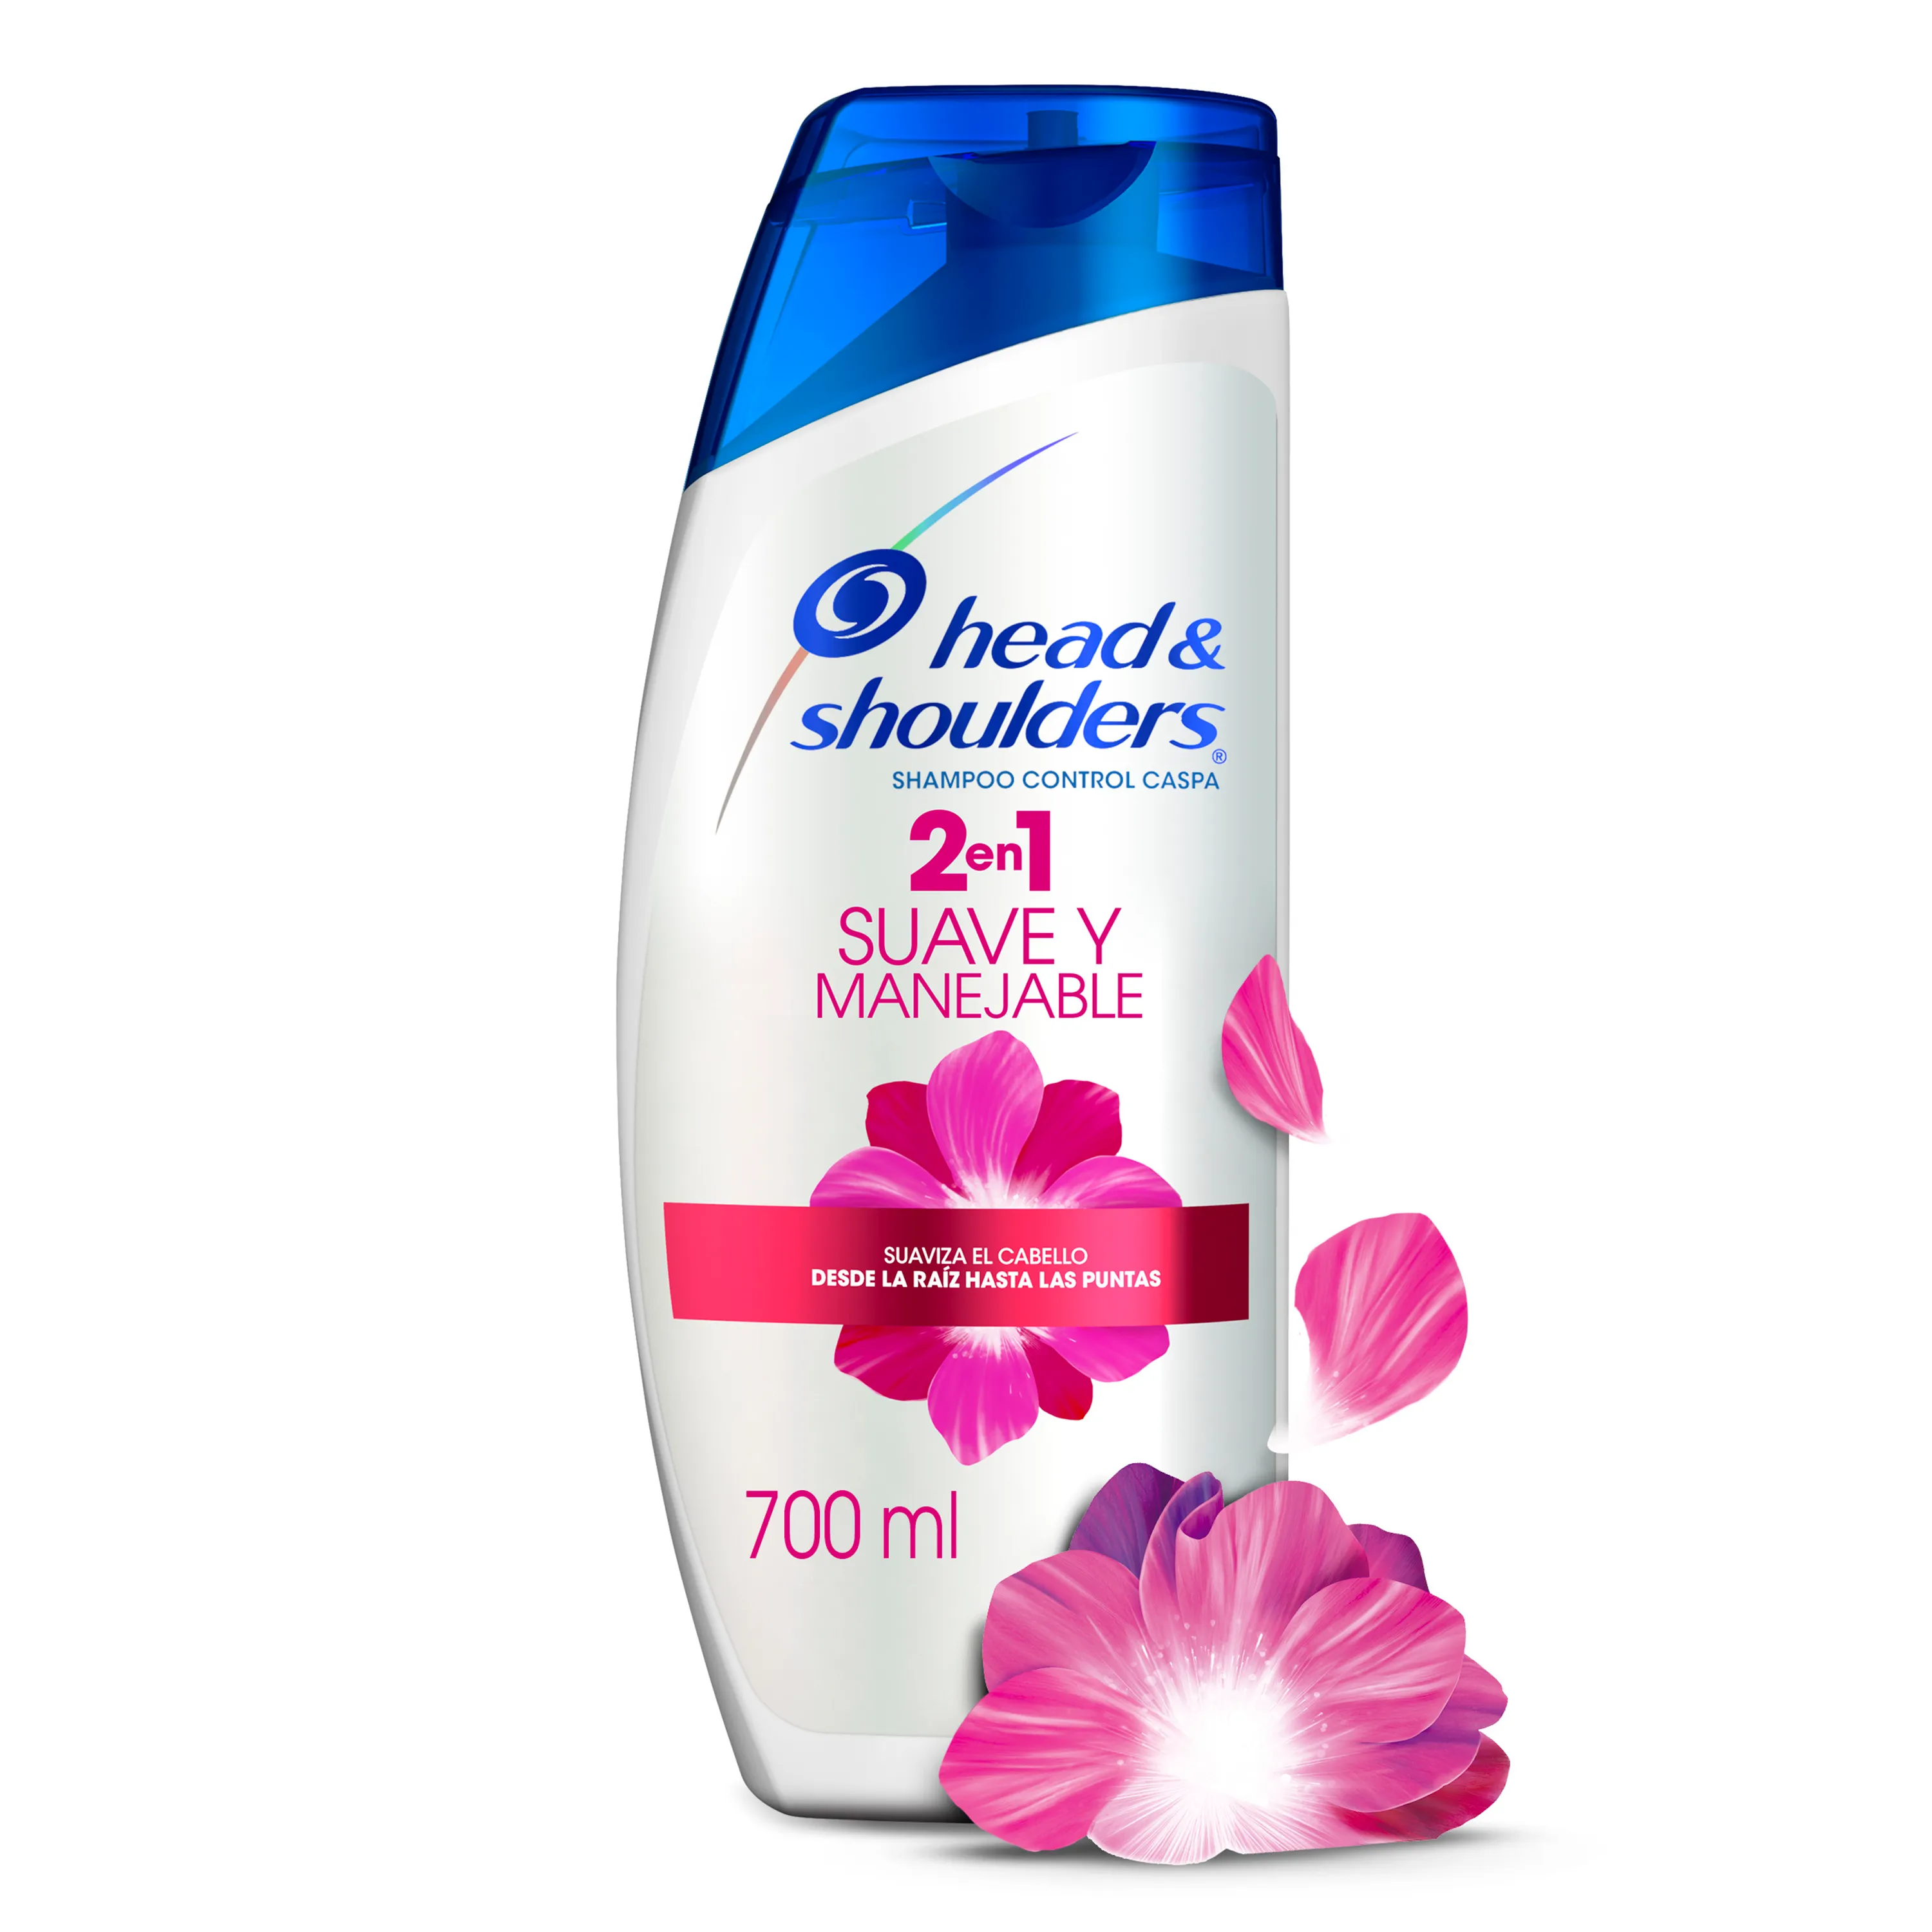 head &
shoulders®
SHAMPOO CONTROL CASPA
2en1
SUAVE Y
MANEJABLE
SUAVIZA EL CABELLO
DESDE LA RAÍZ HASTA LAS PUNTAS
700 ml